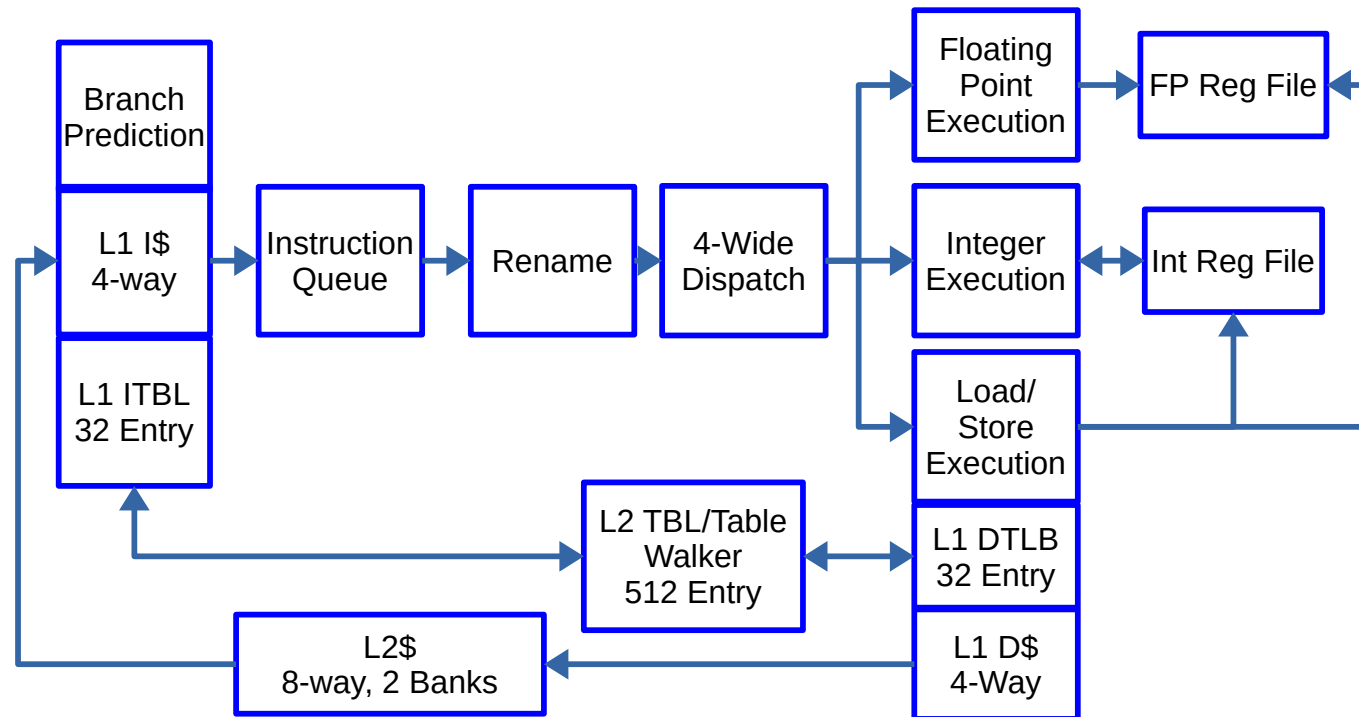 Branch
Prediction
L1 I$
4-way
L1 ITBL
32 Entry
Instruction
Queue
Rename
4-Wide
Dispatch
Floating
Point
Execution
FP Reg File
Integer
Execution
Int Reg File
Load/
Store
Execution
L1 DTLB
32 Entry
L1 D$
4-Way
L2 TBL/Table
Walker
512 Entry
L2$
8-way, 2 Banks